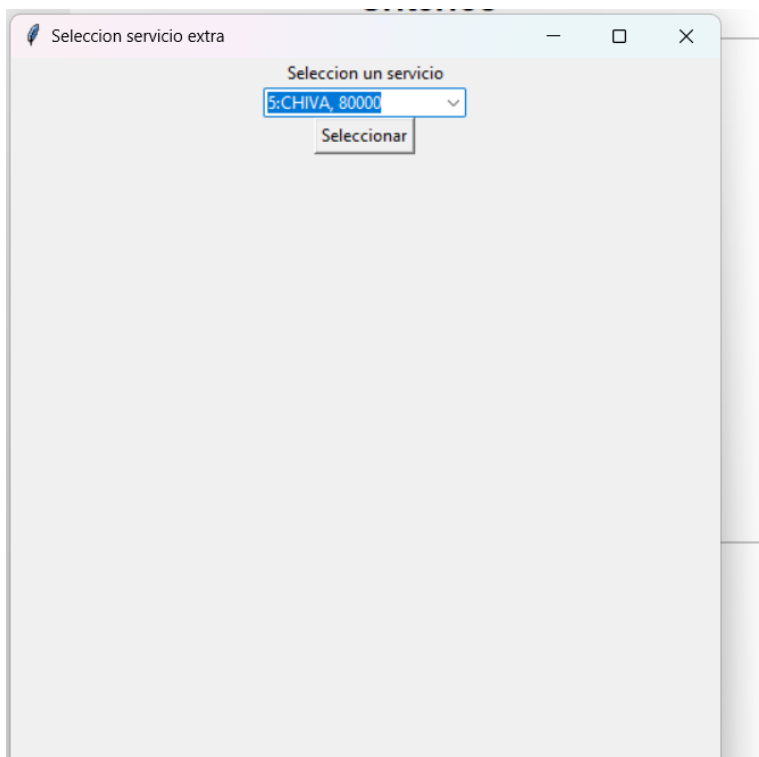 Seleccion servicio extra
Seleccion un servicio
5:CHIVA, 80000
Seleccionar